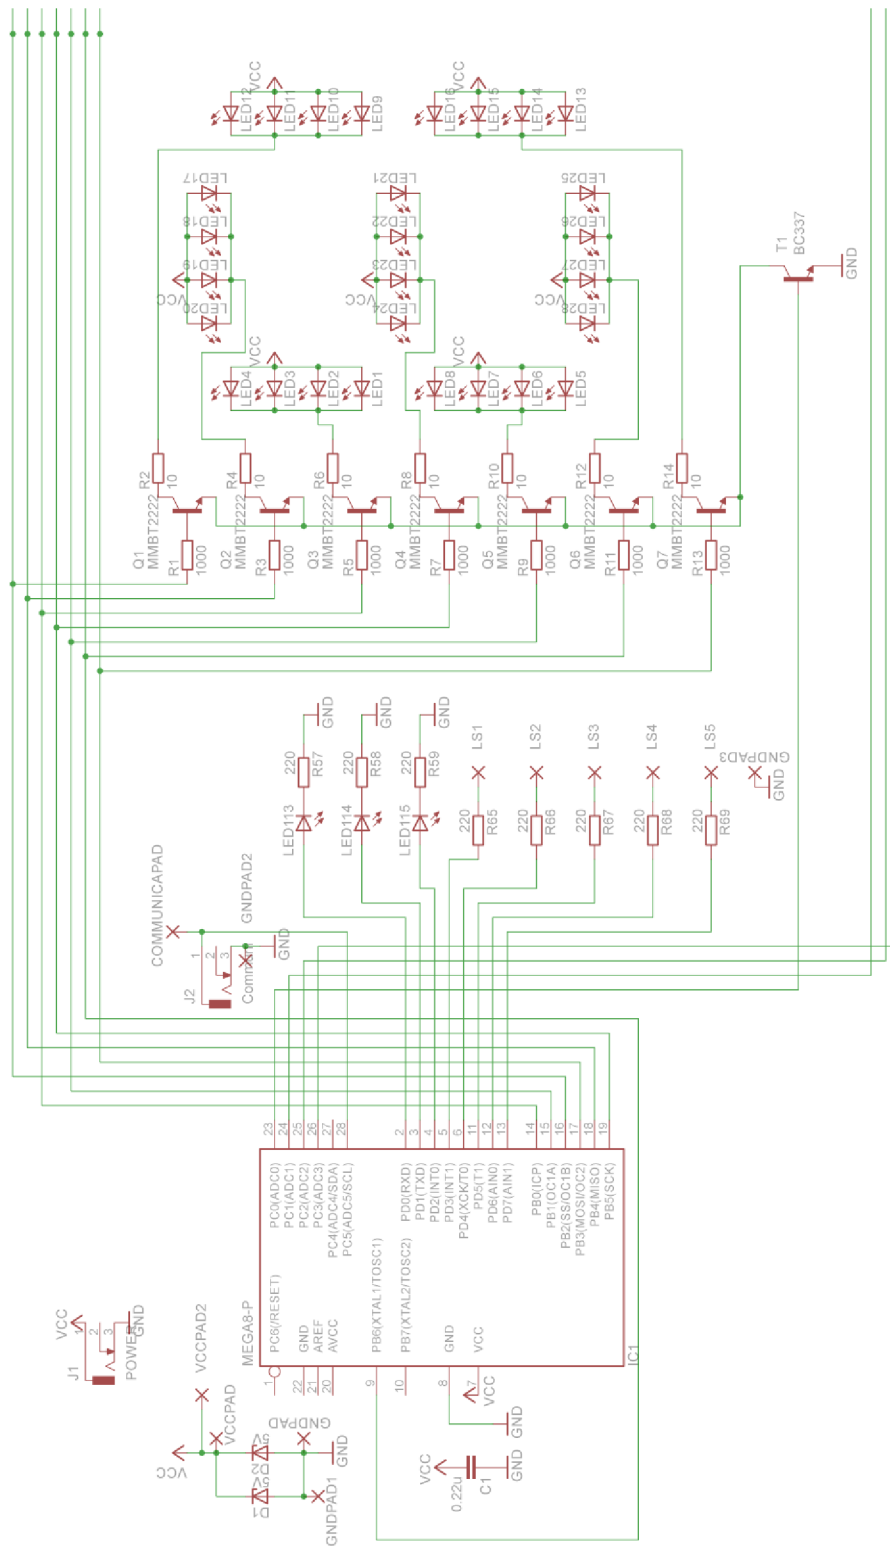 VCC
LED12
LED11
LED10
LED9
VCC
LED16
LED15
LED14
LED13
LED17
LED18
LED19
LED20
VCC
LED21
LED22
LED23
LED24
VCC
LED25
LED26
LED27
LED28
VCC
T1
BC337
GND
VCC
LED4
LED3
LED2
LED1
VCC
LED8
LED7
LED6
LED5
R2
10
R4
10
R6
10
R8
10
R10
10
R12
10
R14
10
Q1
MMBT2222
R1
1000
Q2
MMBT2222
R3
1000
Q3
MMBT2222
R5
1000
Q4
MMBT2222
R7
1000
Q5
MMBT2222
R9
1000
Q6
MMBT2222
R11
1000
Q7
MMBT2222
R13
1000
GND
GND
GND
220
R57
220
R58
220
R59
LED113
LED114
LED115
LS1
LS2
LS3
LS4
LS5
220
R65
220
R66
220
R67
220
R68
220
R69
GNDPAD3
GND
COMMUNICAPAD
GNDPAD2
GND
1
2
3
J2
23
24
25
26
27
28
2
3
4
5
6
11
12
13
14
15
16
17
18
19
PC0(ADC0)
PC1(ADC1)
PC2(ADC2)
PC3(ADC3)
PC4(ADC4/SDA)
PC5(ADC5/SCL)
PD0(RXD)
PD1(TXD)
PD2(INT0)
PD3(INT1)
PD4(XCK/T0)
PD5(T1)
PD6(AIN0)
PD7(AIN1)
PB0(ICP)
PB1(OC1A)
PB2(SS/OC1B)
PB3(MOSI/OC2)
PB4(MISO)
PB5(SCK)
MEGA8-P
PC6(/RESET)
GND
AREF
AVCC
PB6(XTAL1/TOSC1)
PB7(XTAL2/TOSC2)
GND
VCC
IC1
1
22
21
20
9
10
8
7
VCC
GND
VCC
0.22u
C1
GND
VCC
1
2
3
J1
POWER
GND
VCCPAD2
VCCPAD
GNDPAD
VCC
D2
5V
GND
D1
GNDPAD1